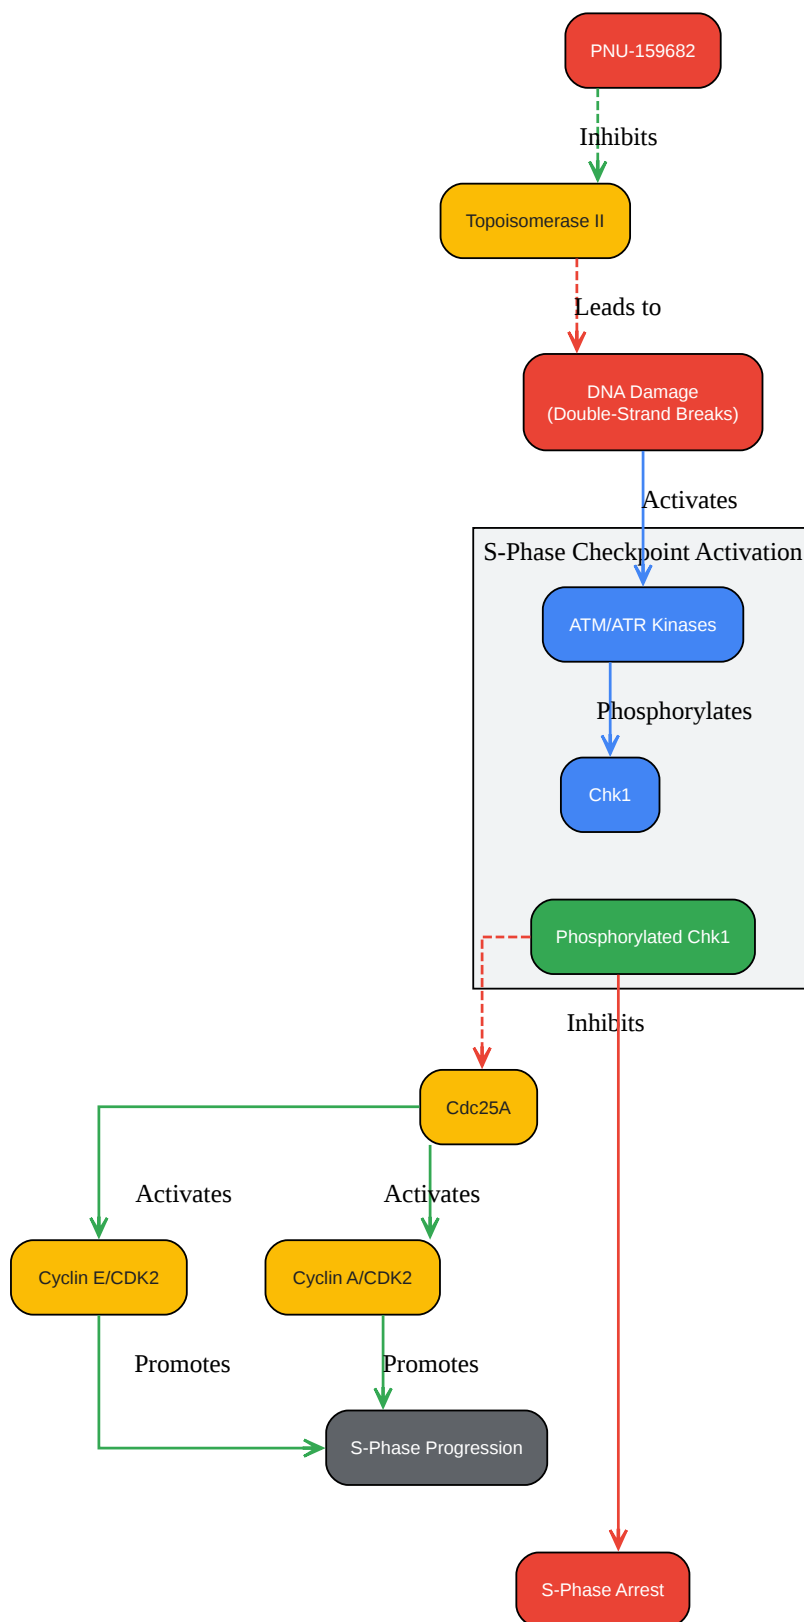 PNU-159682
Inhibits
Topoisomerase II
Leads to
DNA Damage
(Double-Strand Breaks)
Activates
S-Phase Checkpoint Activation
ATM/ATR Kinases
Phosphorylates
Chk1
Phosphorylated Chk1
Inhibits
Cdc25A
Activates
Activates
Cyclin E/CDK2
Cyclin A/CDK2
Promotes
Promotes
S-Phase Progression
S-Phase Arrest